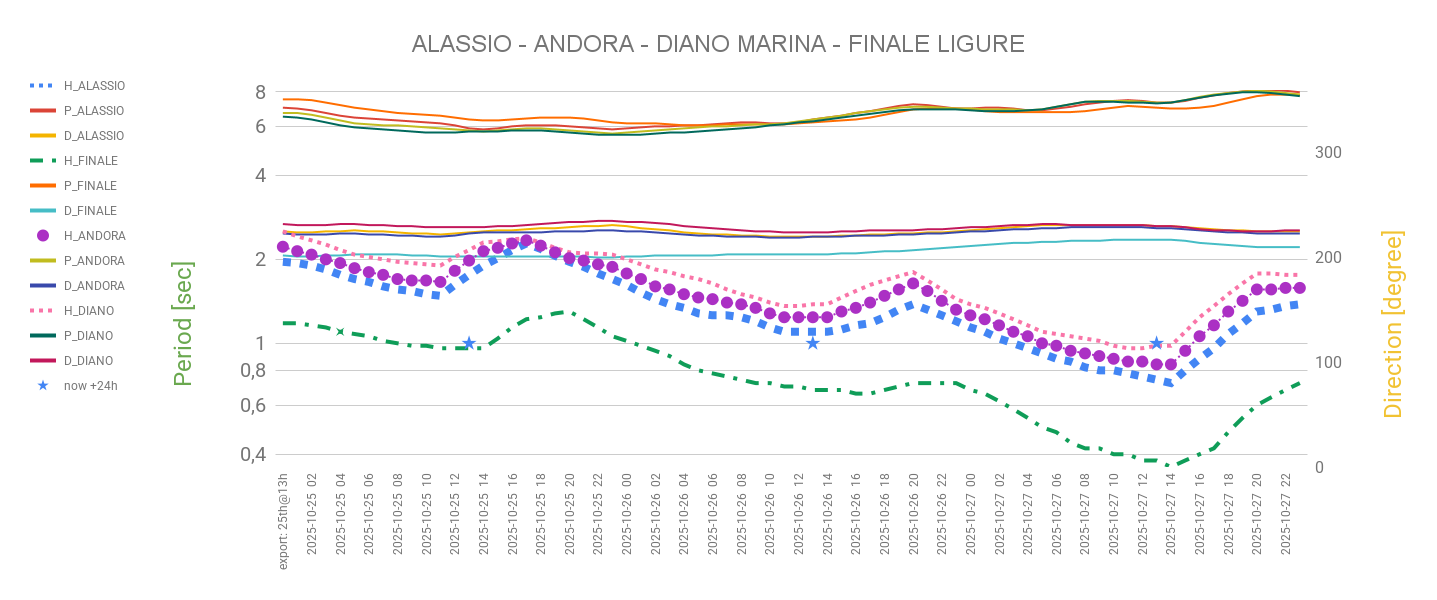 ALASSIO - ANDORA - DIANO MARINA - FINALE LIGURE
H_ALASSIO
P_ALASSIO
D_ALASSIO
H_FINALE
P_FINALE
D_FINALE
H_ANDORA
P_ANDORA
D_ANDORA
H_DIANO
P_DIANO
D_DIANO
now +24h
Period [sec]
8
6
4
2
1
0,8
0,6
0,4
300
200
100
0
Direction [degree]
export: 25th@13h
2025-10-25 02
2025-10-25 04
2025-10-25 06
2025-10-25 08
2025-10-25 10
2025-10-25 12
2025-10-25 14
2025-10-25 16
2025-10-25 18
2025-10-25 20
2025-10-25 22
2025-10-26 00
2025-10-26 02
2025-10-26 04
2025-10-26 06
2025-10-26 08
2025-10-26 10
2025-10-26 12
2025-10-26 14
2025-10-26 16
2025-10-26 18
2025-10-26 20
2025-10-26 22
2025-10-27 00
2025-10-27 02
2025-10-27 04
2025-10-27 06
2025-10-27 08
2025-10-27 10
2025-10-27 12
2025-10-27 14
2025-10-27 16
2025-10-27 18
2025-10-27 20
2025-10-27 22